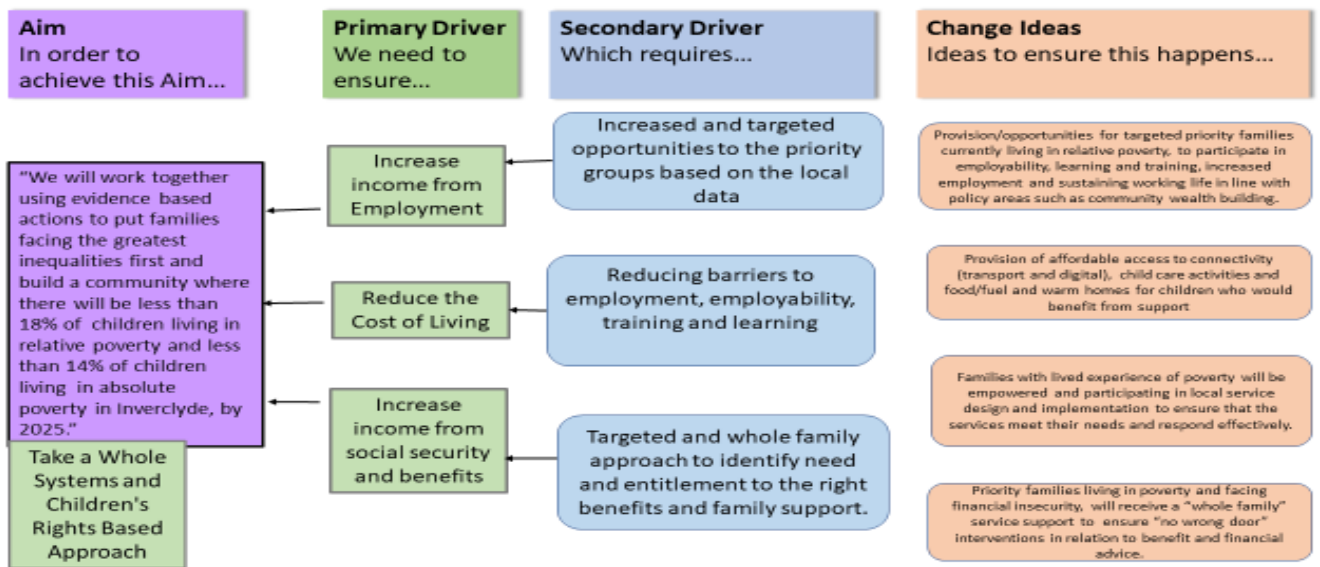 Aim
In order to
achieve this Aim...
Primary Driver
We need to
ensure...
Secondary Driver
Which requires...
Change Ideas
Ideas to ensure this happens...
“We will work together
using evidence based
actions to put families
facing the greatest
inequalities first and
build a community where
there will be less than
18% of children living in
relative poverty and less
than 14% of children
living in absolute
poverty in Inverclyde, by
2025.”
Take a Whole
Systems and
Children's
Rights Based
Approach
Increase
income from
Employment
Reduce the
Cost of Living
Increase
income from
social security
and benefits
Increased and targeted
opportunities to the priority
groups based on the local
data
Reducing barriers to
employment, employability,
training and learning
Targeted and whole family
approach to identify need
and entitlement to the right
benefits and family support.
Provision/opportunities for targeted priority families
currently living in relative poverty, to participate in
employability, learning and training, increased
employment and sustaining working life in line with
policy areas such as community wealth building.
Provision of affordable access to connectivity
(transport and digital), child care activities and
food/fuel and warm homes for children who would
benefit from support
Families with lived experience of poverty will be
empowered and participating in local service
design and implementation to ensure that the
services meet their needs and respond effectively.
Priority families living in poverty and facing
financial insecurity, will receive a “whole family”
service support to ensure “no wrong door”
interventions in relation to benefit and financial
advice.